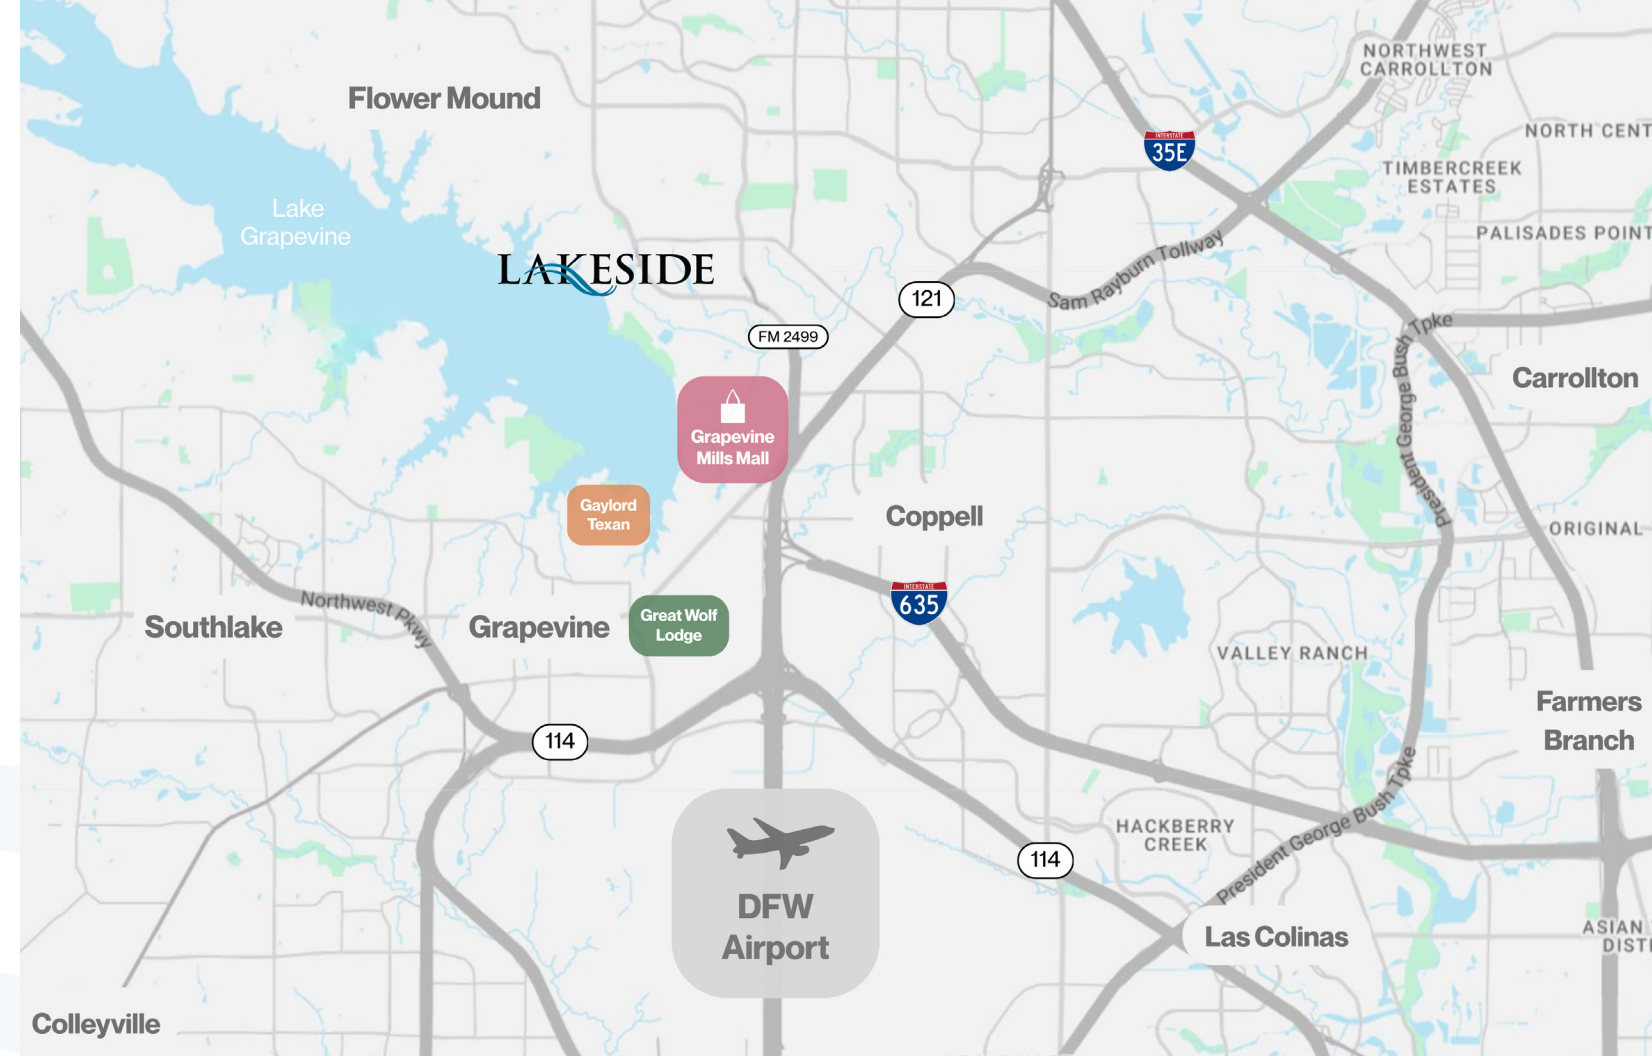 NORTHWEST
CARROLLTON
Flower Mound
NORTH CENT
INTERSTATE
35E
TIMBERCREEK
ESTATES
Lake
Grapevine
PALISADES POINT
Sam Rayburn Tollway
LAKESIDE
121
FM 2499
President George Bush Tpke
Carrollton
Grapevine
Mills Mall
Gaylord
Texan
Coppell
ORIGINAL
INTERSTATE
635
Northwest Pkwy
Southlake
Grapevine
Great Wolf
Lodge
VALLEY RANCH
Farmers
Branch
114
President George Bush Tpke
HACKBERRY
CREEK
114
DFW
Airport
Las Colinas
ASIAN
DISTI
Colleyville